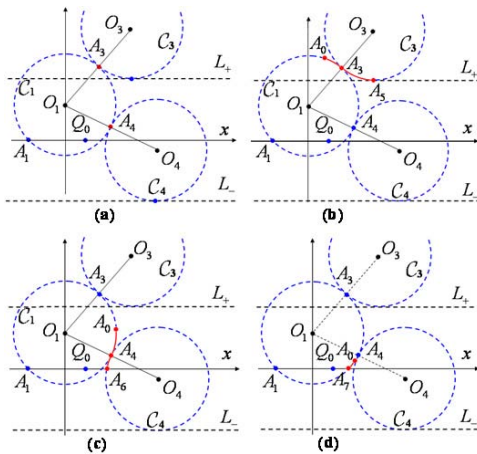 O₃
A₃
C₃
L₊
C₁
O₁
Q₀
A₄
x
A₁
O₄
C₄
L₋
(a)
O₃
A₀
A₃
C₃
L₊
C₁
A₅
O₁
Q₀
A₄
x
A₁
O₄
C₄
L₋
(b)
O₃
A₃
C₃
L₊
C₁
A₀
O₁
Q₀
A₄
x
A₁
A₆
O₄
C₄
L₋
(c)
O₃
A₃
C₃
L₊
C₁
O₁
Q₀
A₀
A₄
x
A₁
A₇
O₄
C₄
L₋
(d)